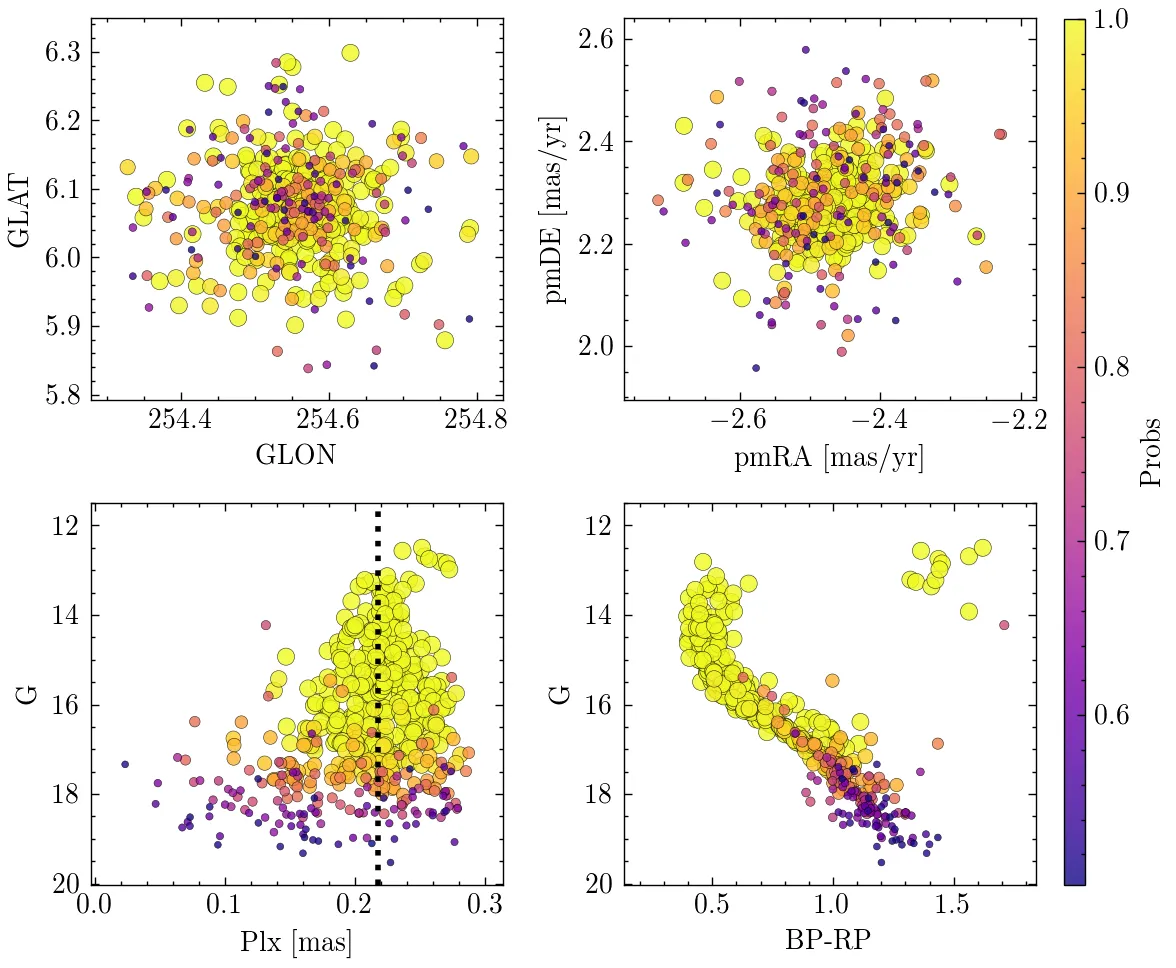 6.3
6.2
6.1
6.0
5.9
5.8
GLAT
254.4 254.6 254.8
GLON
2.6
2.4
2.2
2.0
pmDE [mas/yr]
−2.6 −2.4 −2.2
pmRA [mas/yr]
12
14
16
18
20
G
0.0 0.1 0.2 0.3
Plx [mas]
12
14
16
18
20
G
0.5 1.0 1.5
BP-RP
1.0
0.9
0.8
0.7
0.6
Probs